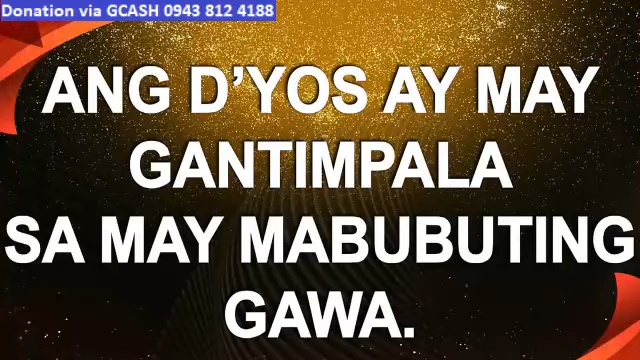 Donation via GCASH 0943 812 4188
ANG D’YOS AY MAY
GANTIMPALA
SA MAY MABUBUTING
GAWA.